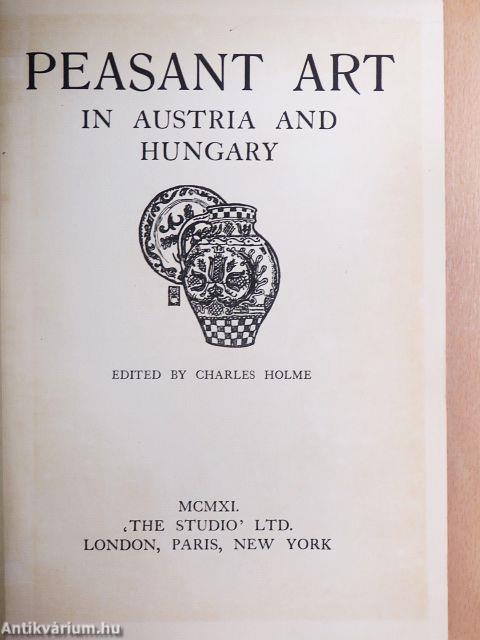 PEASANT ART
IN AUSTRIA AND
HUNGARY
EDITED BY CHARLES HOLME
MCMXI.
‘THE STUDIO’ LTD.
LONDON, PARIS, NEW YORK
Antikvárium.hu